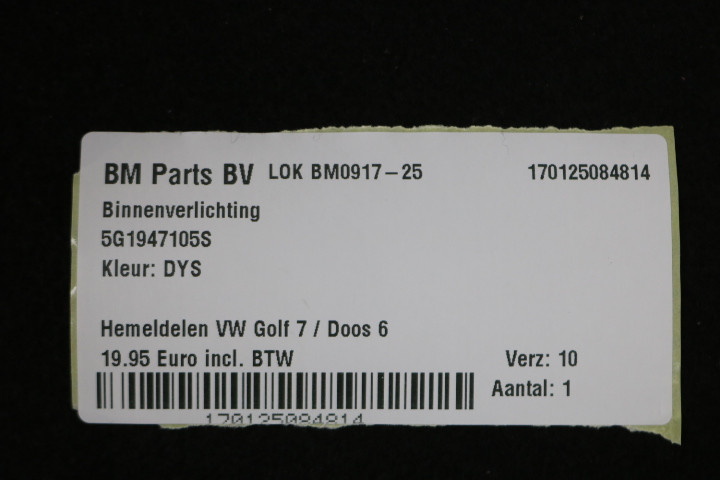 BM Parts BV LOK BM0917-25 170125084814
Binnenverlichting
5G1947105S
Kleur: DYS
Hemeldelen VW Golf 7 / Doos 6
19.95 Euro incl. BTW Verz: 10
Aantal: 1
170125084814